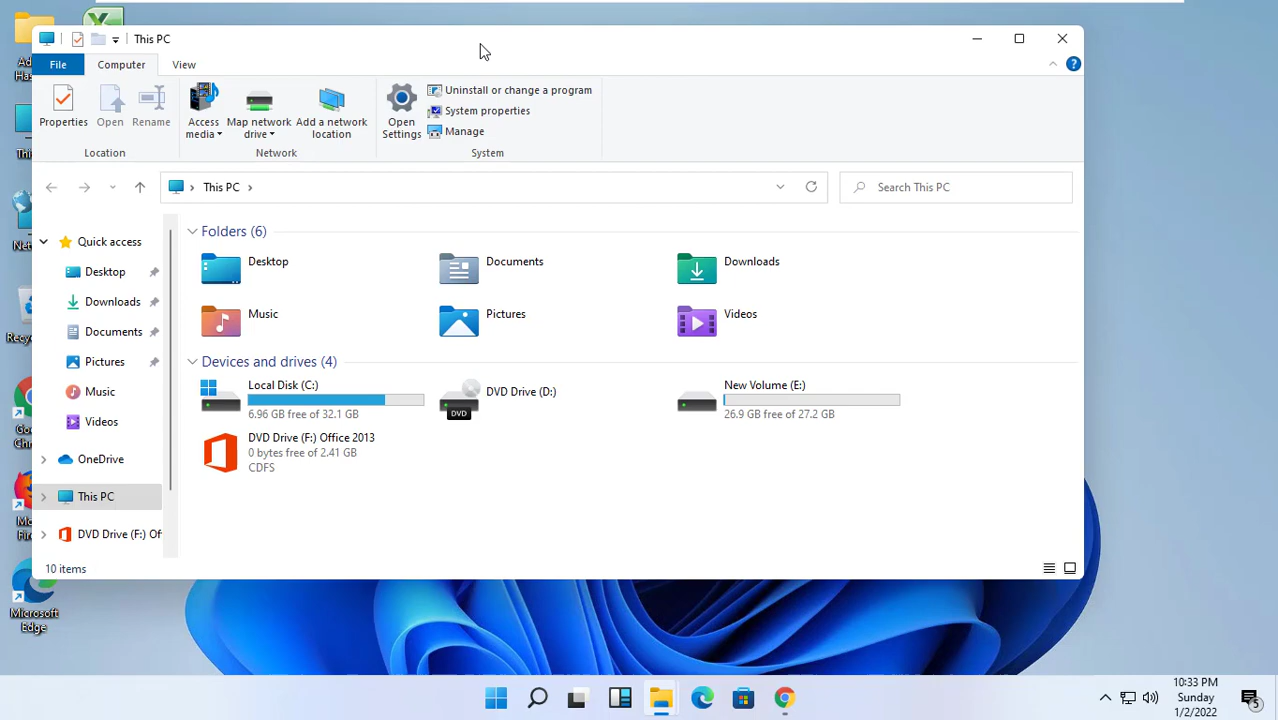 This PC
File
Computer
View
Properties
Open
Rename
Access media
Map network drive
Add a network location
Open Settings
Uninstall or change a program
System properties
Manage
Location
Network
System
This PC
Search This PC
Quick access
Desktop
Downloads
Documents
Pictures
Music
Videos
OneDrive
This PC
DVD Drive (F:) Of
Folders (6)
Desktop
Documents
Downloads
Music
Pictures
Videos
Devices and drives (4)
Local Disk (C:)
6.96 GB free of 32.1 GB
DVD
DVD Drive (D:)
New Volume (E:)
26.9 GB free of 27.2 GB
DVD Drive (F:) Office 2013
0 bytes free of 2.41 GB
CDFS
10 items
Microsoft
Edge
10:33 PM
Sunday
1/2/2022
5